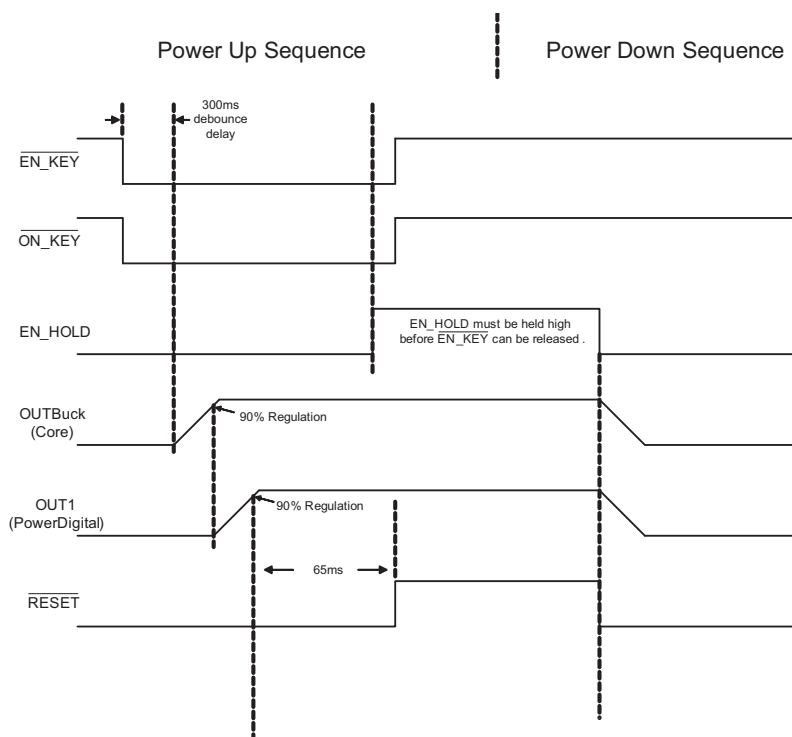 Power Up Sequence
Power Down Sequence
300ms
debounce
delay
EN_KEY
ON_KEY
EN_HOLD
EN_HOLD must be held high
before EN_KEY can be released .
OUTBuck
(Core)
90% Regulation
OUT1
(PowerDigital)
90% Regulation
65ms
RESET